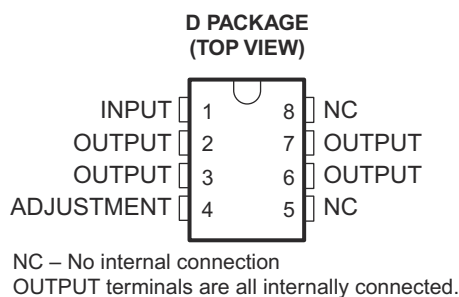 D PACKAGE
(TOP VIEW)
INPUT 1 8 NC
OUTPUT 2 7 OUTPUT
OUTPUT 3 6 OUTPUT
ADJUSTMENT 4 5 NC
NC – No internal connection
OUTPUT terminals are all internally connected.